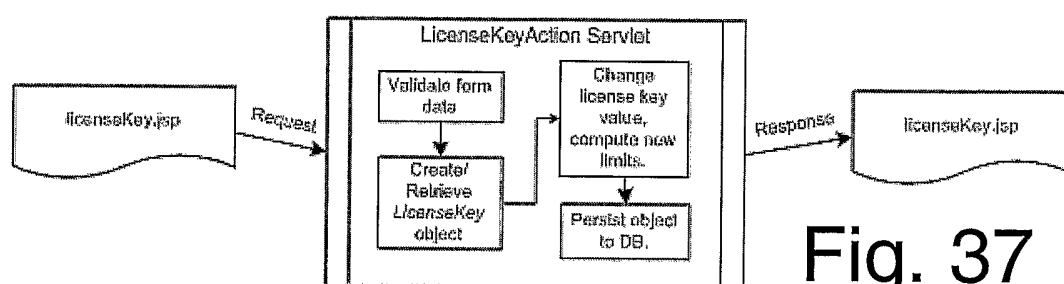 LicenseKeyAction Servlet
licenseKey.jsp
Request
Validate form
data
Create/
Retrieve
LicenseKey
object
Change
license key
value,
compute new
limits.
Persist object
to DB.
Response
licenseKey.jsp
Fig. 37